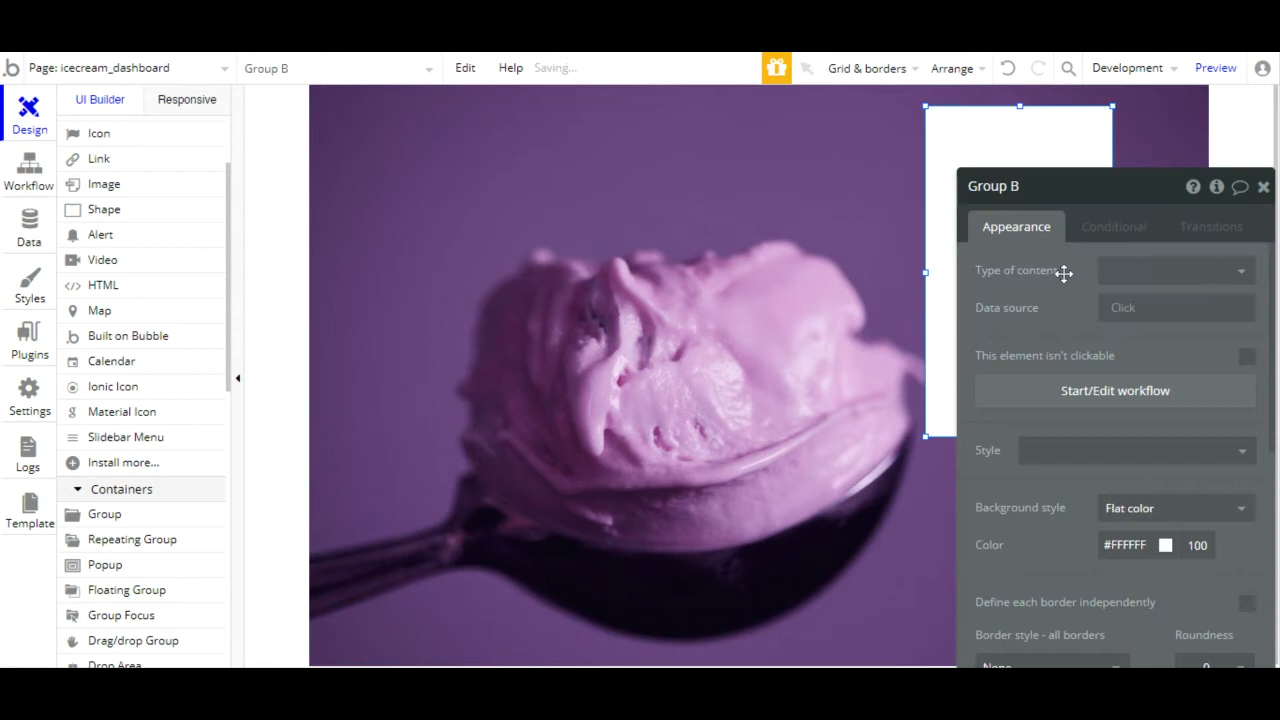 .b Page: icecream_dashboard Group B Edit Help Saving... Grid & borders Arrange Development Preview
UI Builder Responsive
Design
Workflow
Data
Styles
Plugins
Settings
Logs
Template
Icon
Link
Image
Shape
Alert
Video
</> HTML
Map
Built on Bubble
Calendar
Ionic Icon
g Material Icon
Slidebar Menu
Install more...
Containers
Group
Repeating Group
Popup
Floating Group
Group Focus
Drag/drop Group
Drop Area
Group B
Appearance Conditional Transitions
Type of content
Data source Click
This element isn't clickable
Start/Edit workflow
Style
Background style Flat color
Color #FFFFFF 100
Define each border independently
Border style - all borders Roundness
None 0